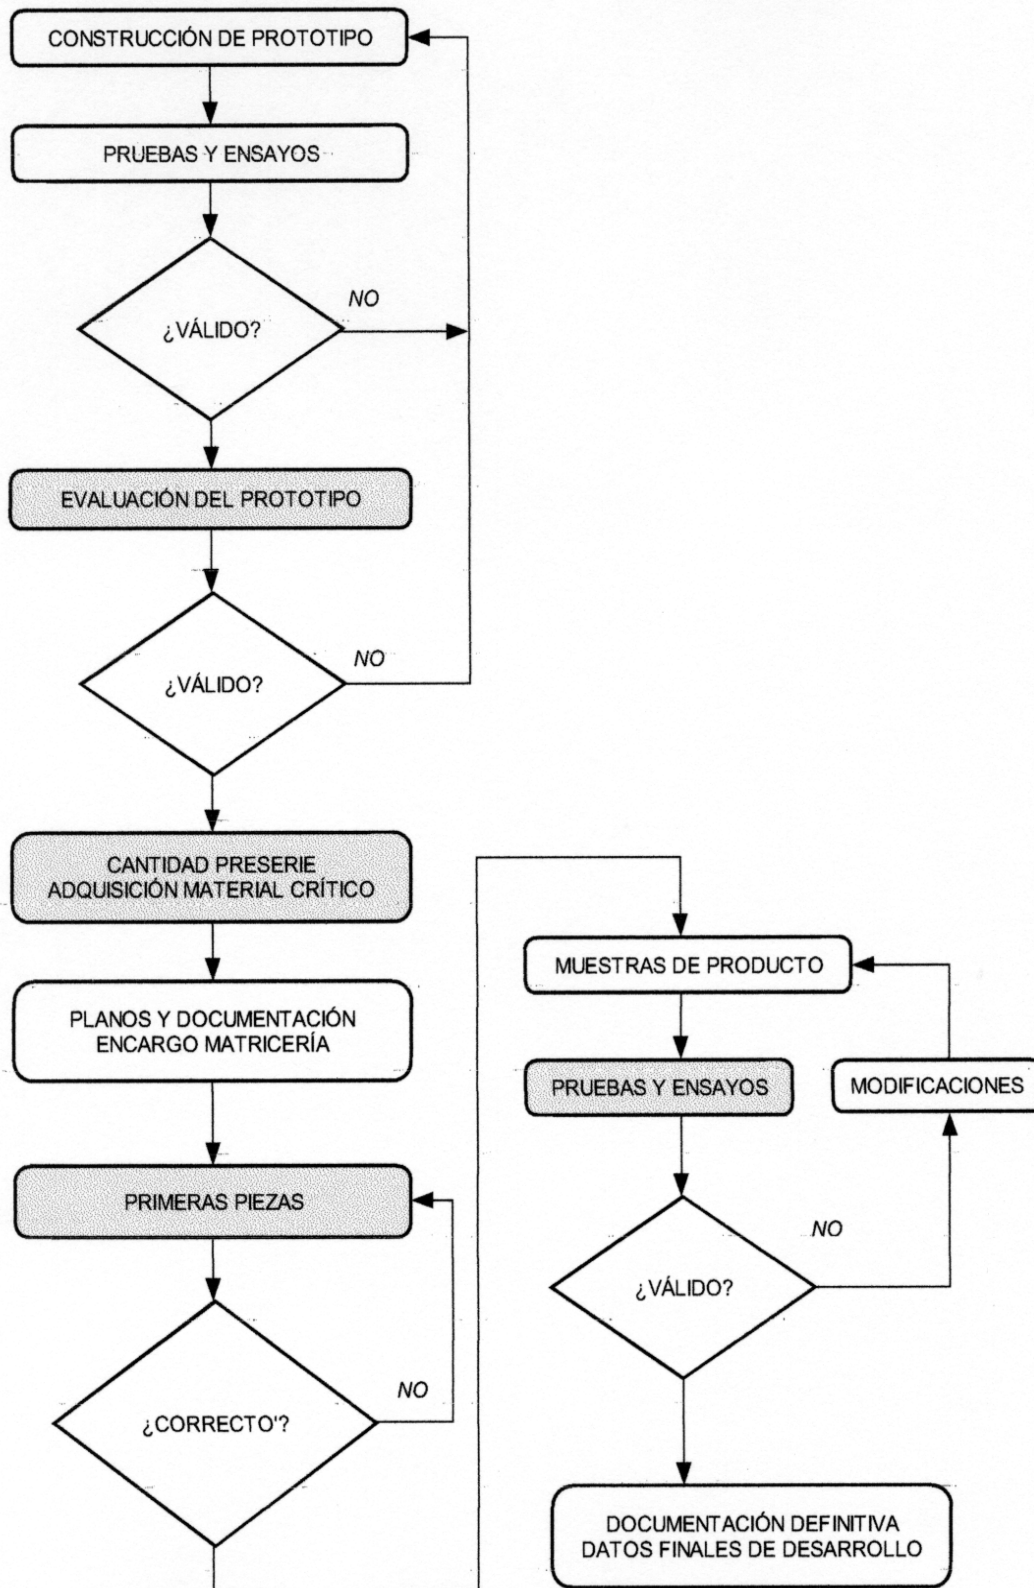 CONSTRUCCIÓN DE PROTOTIPO
PRUEBAS Y ENSAYOS
NO
¿VÁLIDO?
EVALUACIÓN DEL PROTOTIPO
NO
¿VÁLIDO?
CANTIDAD PRESERIE
ADQUISICIÓN MATERIAL CRÍTICO
PLANOS Y DOCUMENTACIÓN
ENCARGO MATRICERÍA
PRIMERAS PIEZAS
NO
¿CORRECTO'?
MUESTRAS DE PRODUCTO
PRUEBAS Y ENSAYOS
MODIFICACIONES
NO
¿VÁLIDO?
DOCUMENTACIÓN DEFINITIVA
DATOS FINALES DE DESARROLLO